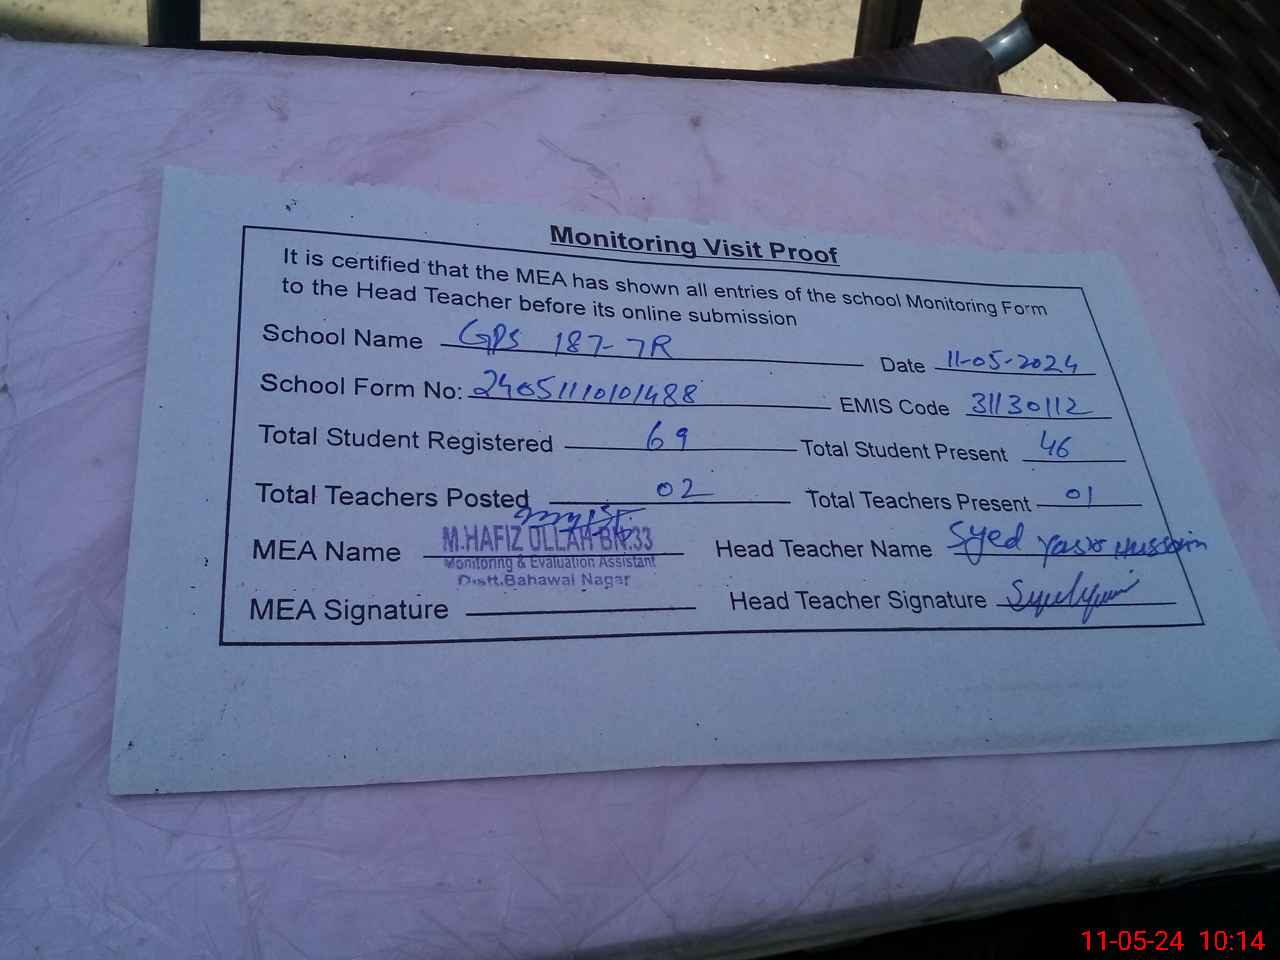 Monitoring Visit Proof
It is certified that the MEA has shown all entries of the school Monitoring Form
to the Head Teacher before its online submission
School Name GPS 187-7R Date 11-05-2024
School Form No: 24051110101488 EMIS Code 31130112
Total Student Registered 69 Total Student Present 46
Total Teachers Posted 02 Total Teachers Present 01
MEA Name M.HAFIZ ULLAH BN.33 Head Teacher Name Syed Yasir Hussain
Monitoring & Evaluation Assistant
Distt.Bahawal Nagar
MEA Signature Head Teacher Signature
11-05-24 10:14